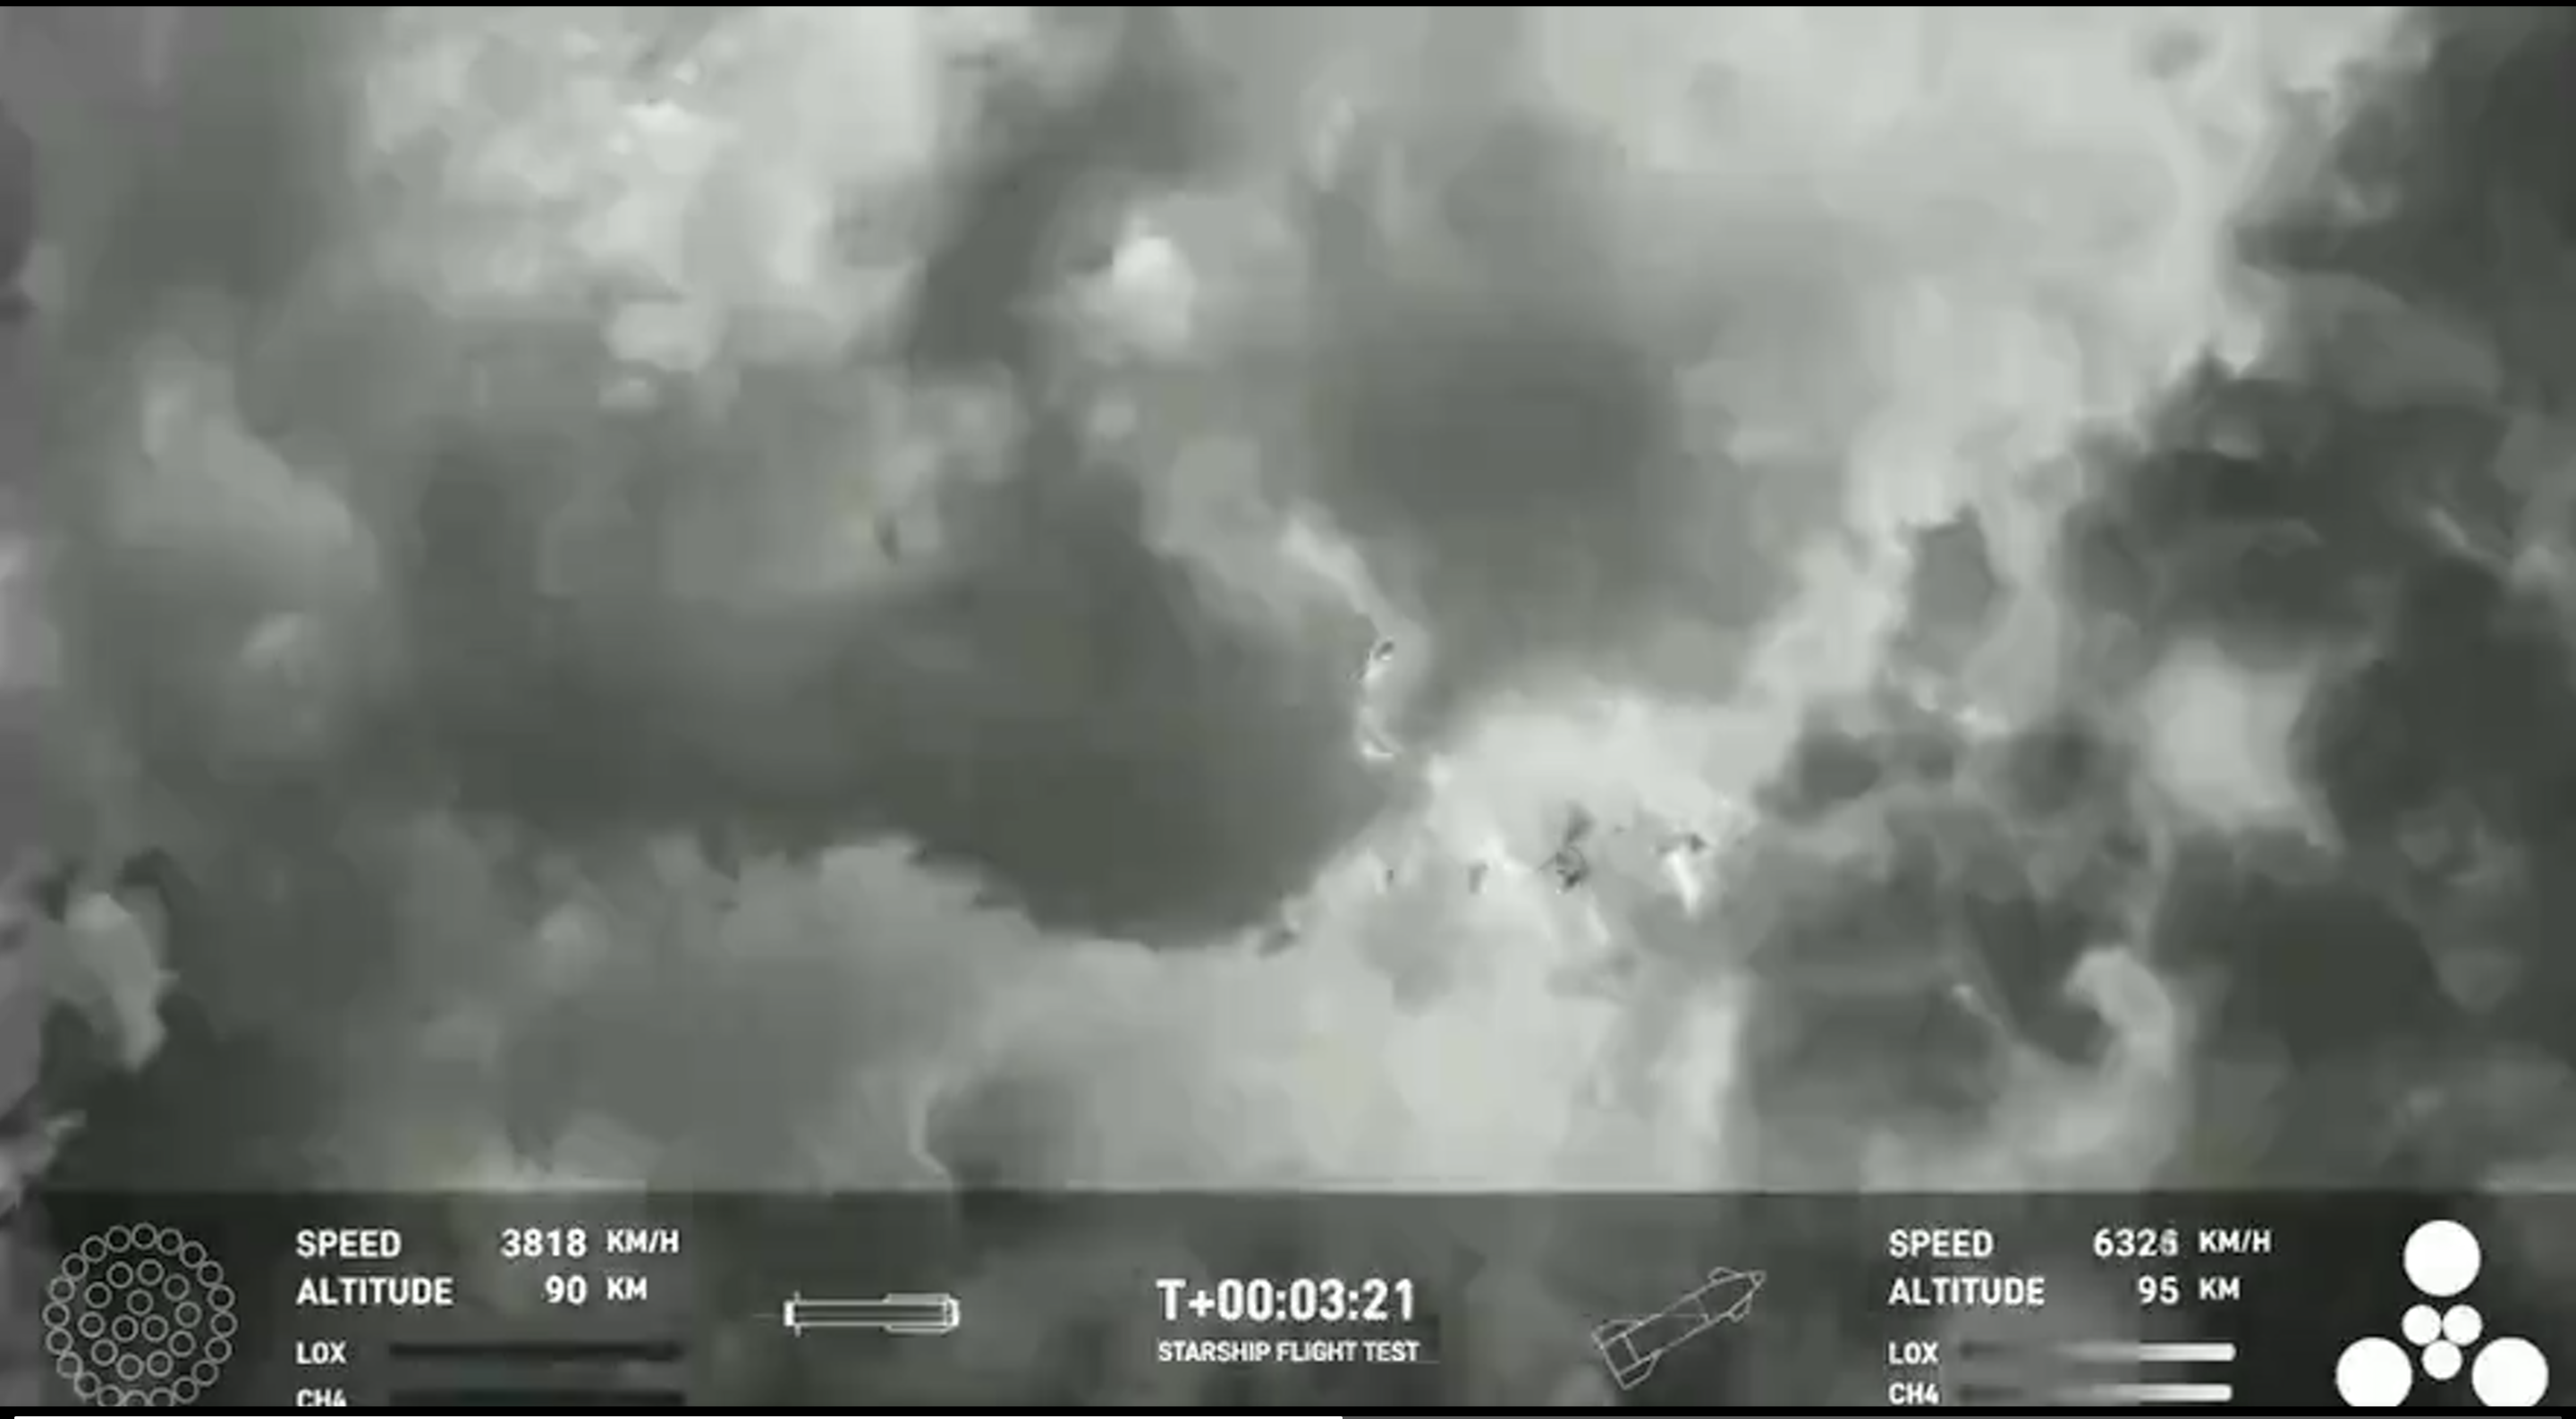 SPEED 3818 KM/H
ALTITUDE 90 KM
LOX
CH4
T+00:03:21
STARSHIP FLIGHT TEST
SPEED KM/H
ALTITUDE 95 KM
LOX
CH4